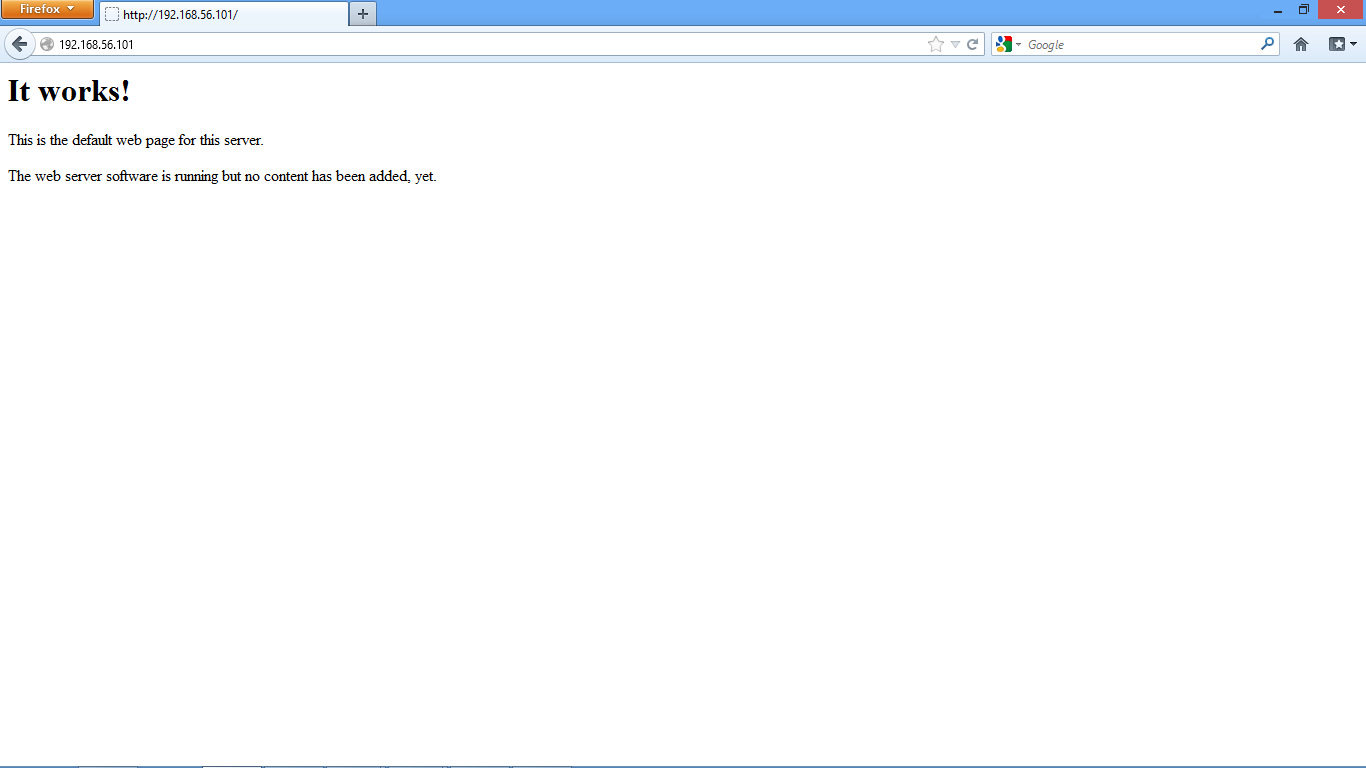 Firefox
http://192.168.56.101/
192.168.56.101
Google
It works!
This is the default web page for this server.
The web server software is running but no content has been added, yet.